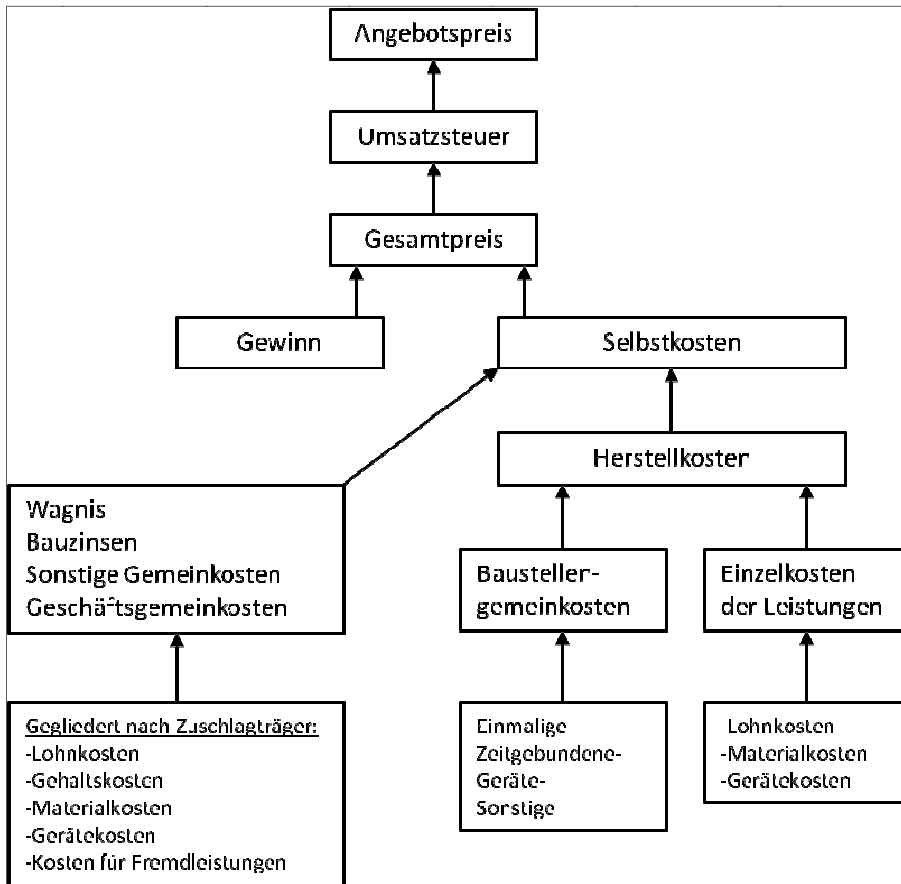 Angebotspreis
Umsatzsteuer
Gesamtpreis
Gewinn
Selbstkosten
Herstellkosten
Wagnis
Bauzinsen
Sonstige Gemeinkosten
Geschäftsgemeinkosten
Baustellen-
gemeinkosten
Einzelkosten
der Leistungen
Gegliedert nach Zuschlagträger:
-Lohnkosten
-Gehaltskosten
-Materialkosten
-Gerätekosten
-Kosten für Fremdleistungen
Einmalige
Zeitgebundene-
Geräte-
Sonstige
Lohnkosten
-Materialkosten
-Gerätekosten